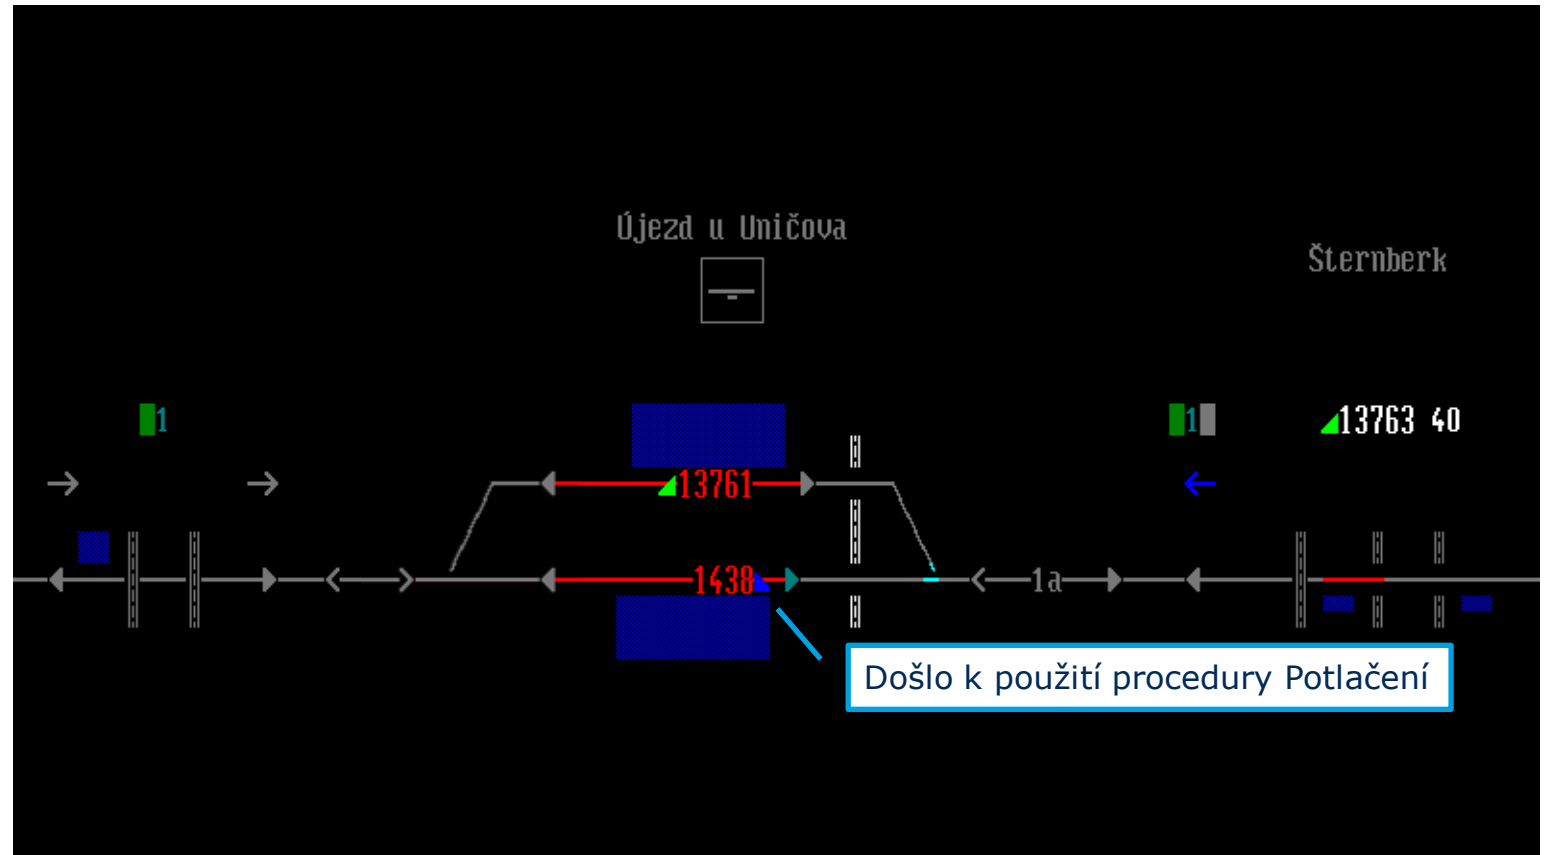 Újezd u Uničova
Šternberk
1
1
13763 40
13761
1438
1a
Došlo k použití procedury Potlačení